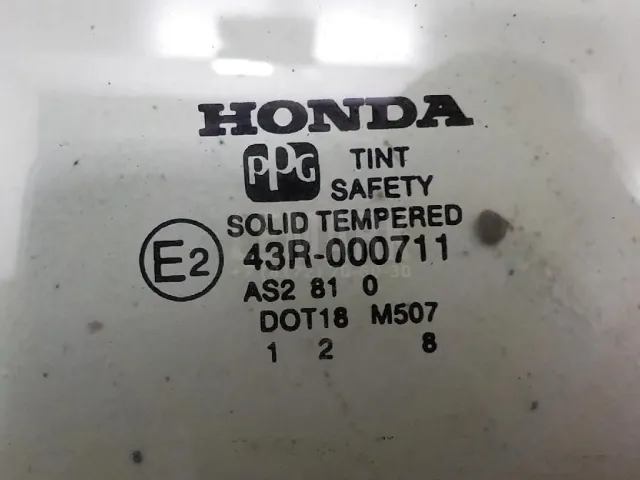 HONDA
PPG TINT
SAFETY
SOLID TEMPERED
E2 43R-000711
AS2 81 0
DOT18 M507
1 2 8